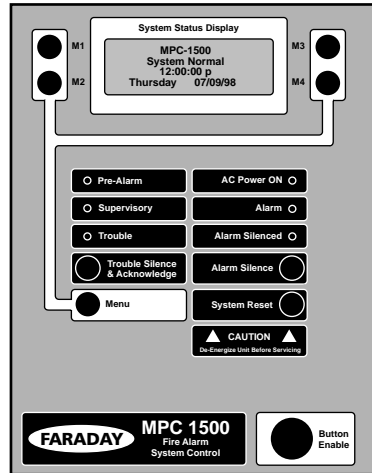 System Status Display
M1
M3
MPC-1500
System Normal
12:00:00 p
Thursday 07/09/98
M2
M4
Pre-Alarm
AC Power ON
Supervisory
Alarm
Trouble
Alarm Silenced
Trouble Silence
& Acknowledge
Alarm Silence
Menu
System Reset
CAUTION
De-Energize Unit Before Servicing
FARADAY
MPC 1500
Fire Alarm
System Control
Button
Enable